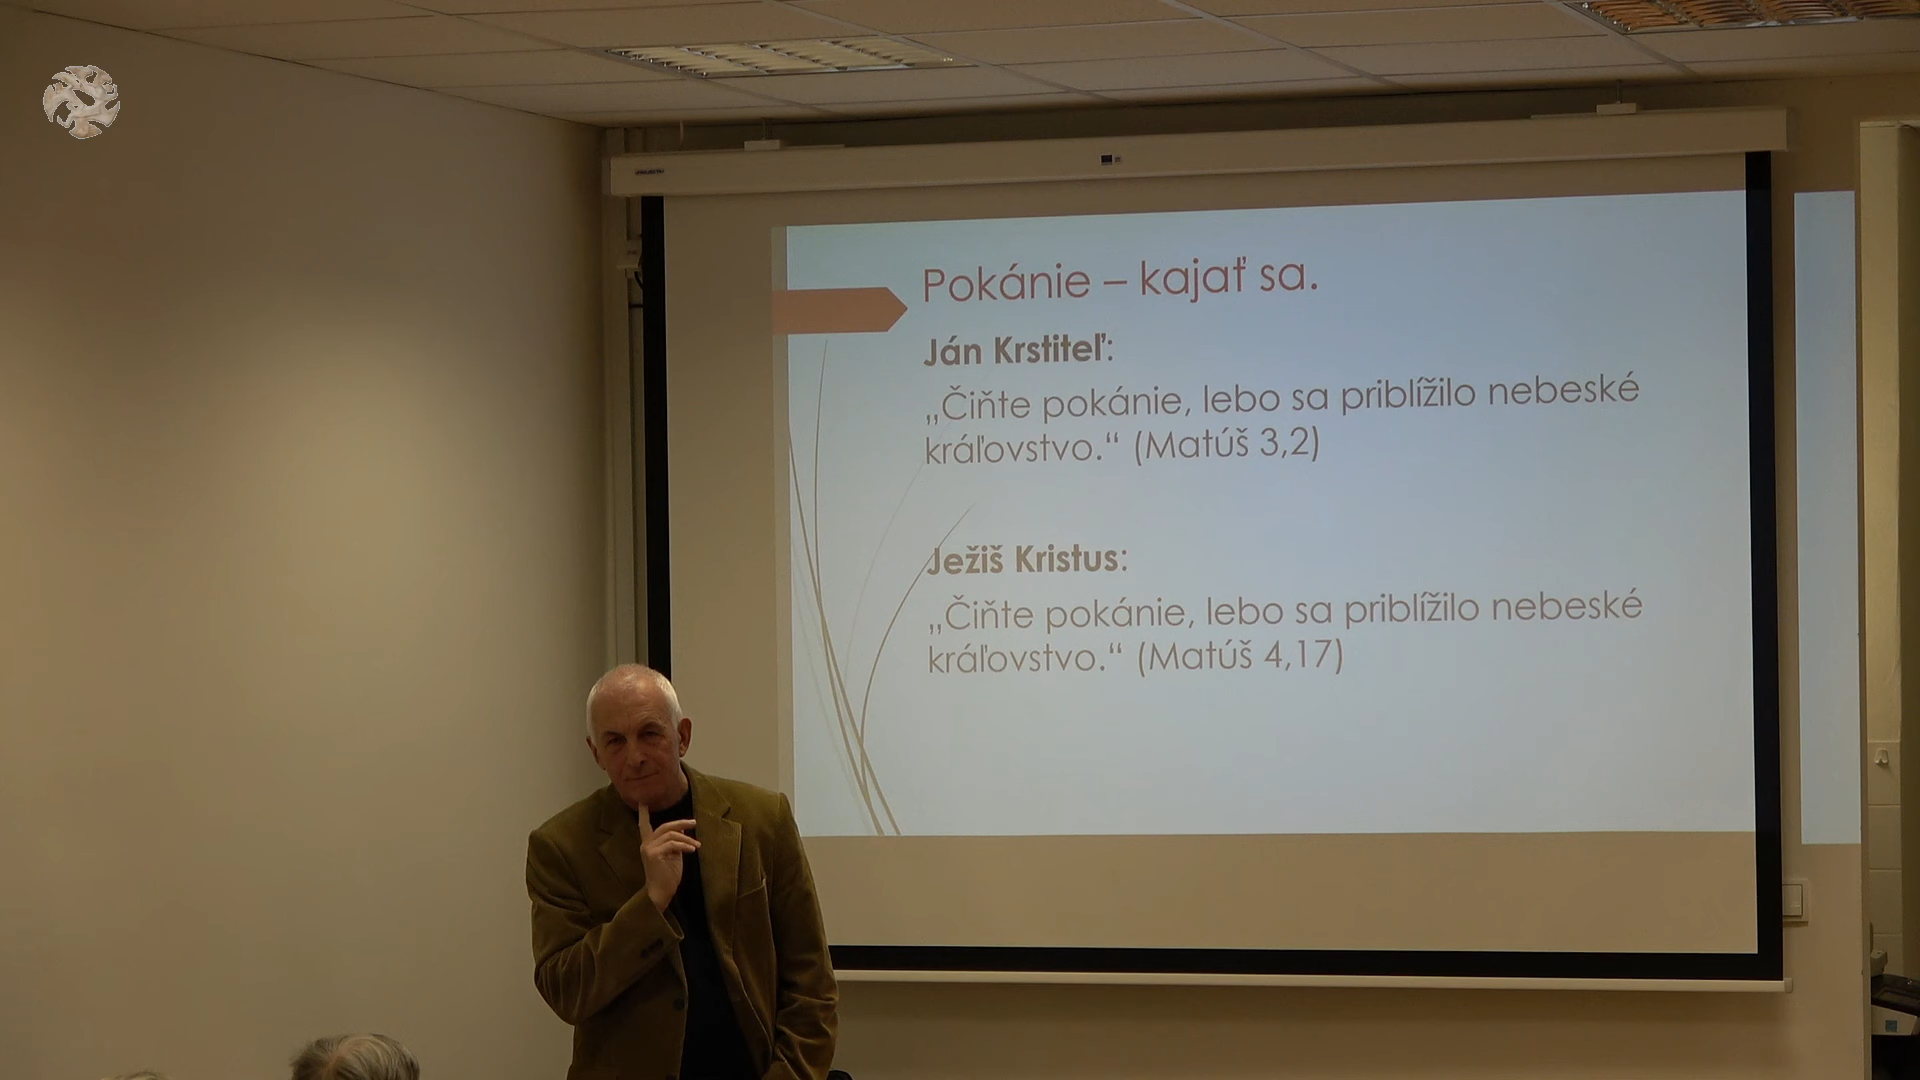 Pokánie – kajať sa.
Ján Krstiteľ:
„Čiňte pokánie, lebo sa priblížilo nebeské
kráľovstvo.“ (Matúš 3,2)
Ježiš Kristus:
„Čiňte pokánie, lebo sa priblížilo nebeské
kráľovstvo.“ (Matúš 4,17)